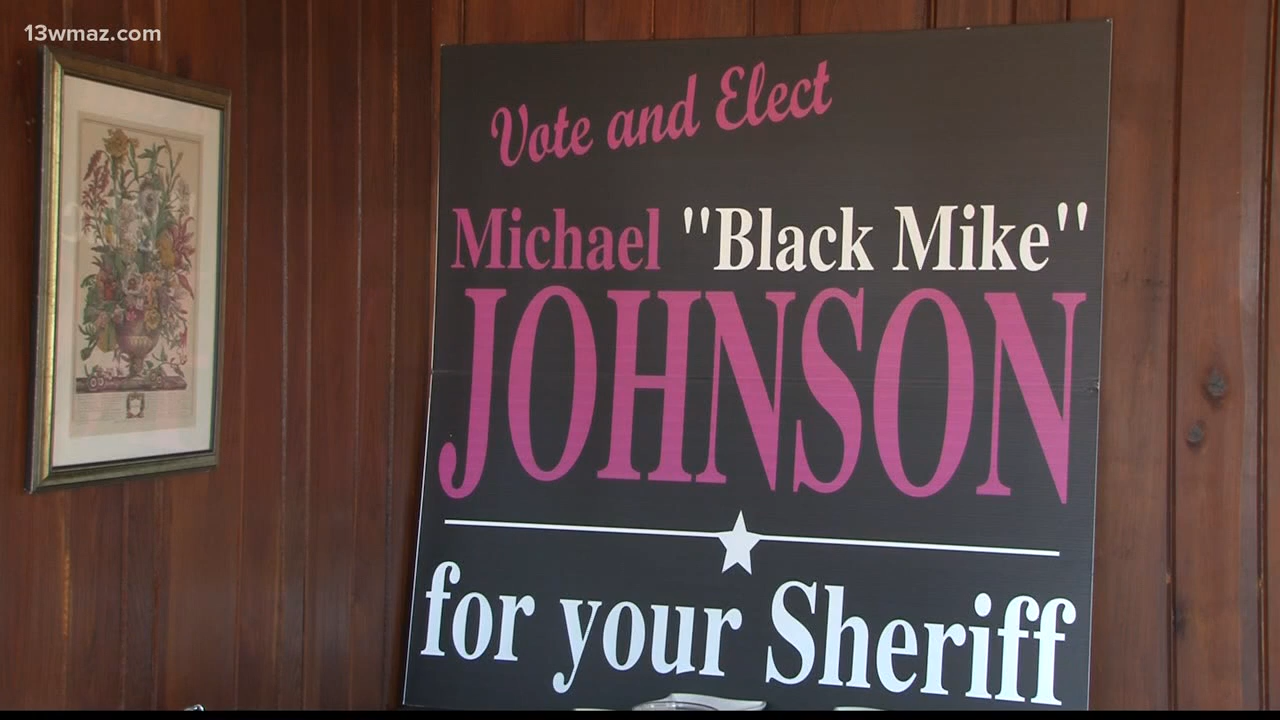 13wmaz.com
Vote and Elect
Michael "Black Mike"
JOHNSON
for your Sheriff